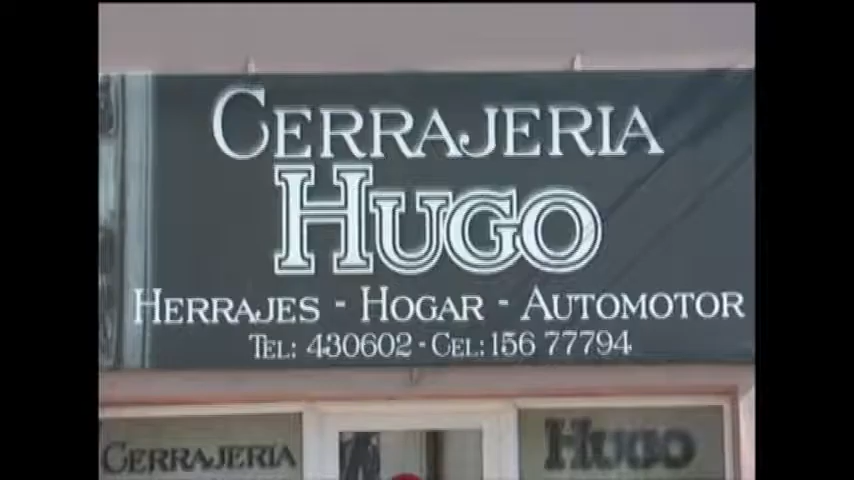 CERRAJERIA
HUGO
HERRAJES - HOGAR - AUTOMOTOR
TEL: 430602 - CEL: 156 77794
CERRAJERIA
HUGO